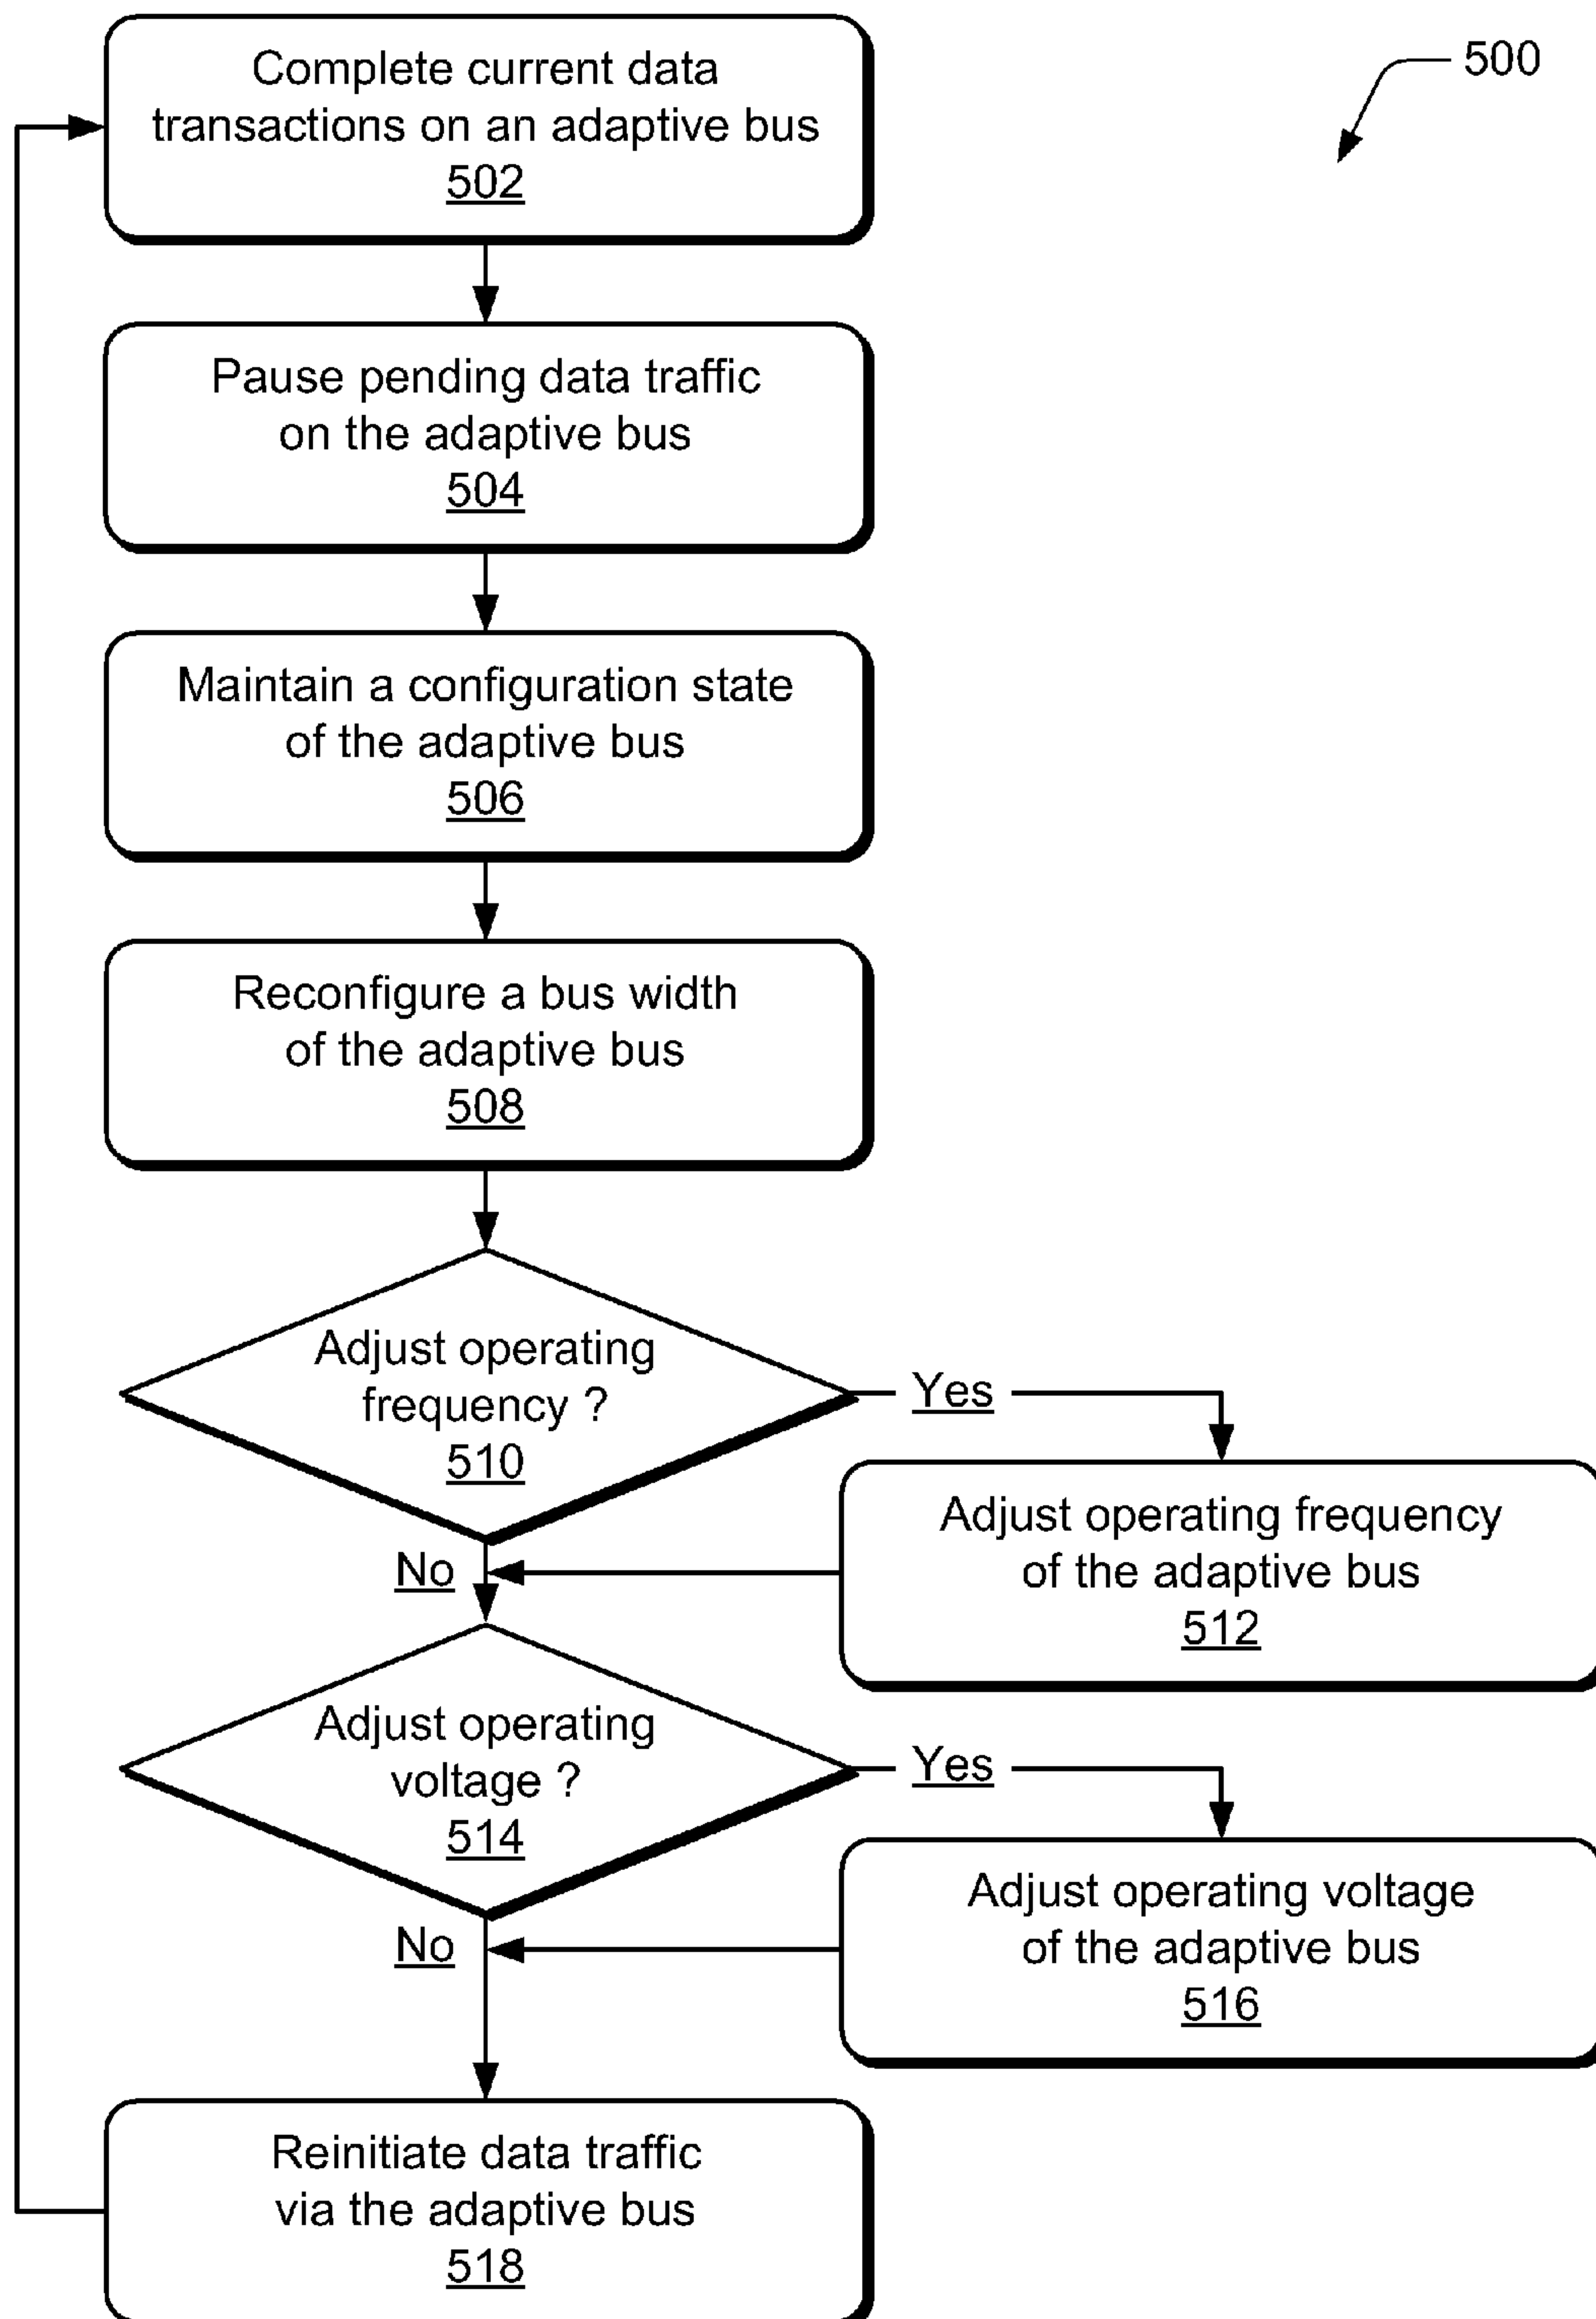 500
Complete current data
transactions on an adaptive bus
502
Pause pending data traffic
on the adaptive bus
504
Maintain a configuration state
of the adaptive bus
506
Reconfigure a bus width
of the adaptive bus
508
Adjust operating
frequency ?
510
Yes
Adjust operating frequency
of the adaptive bus
512
No
Adjust operating
voltage ?
514
Yes
Adjust operating voltage
of the adaptive bus
516
No
Reinitiate data traffic
via the adaptive bus
518